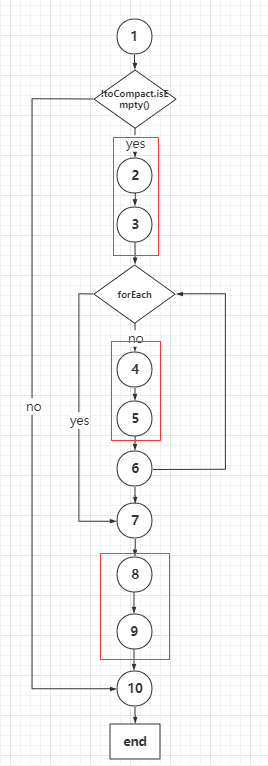 1
!toCompact.isE
mpty()
yes
2
3
forEach
no
4
5
no
yes
6
7
8
9
10
end